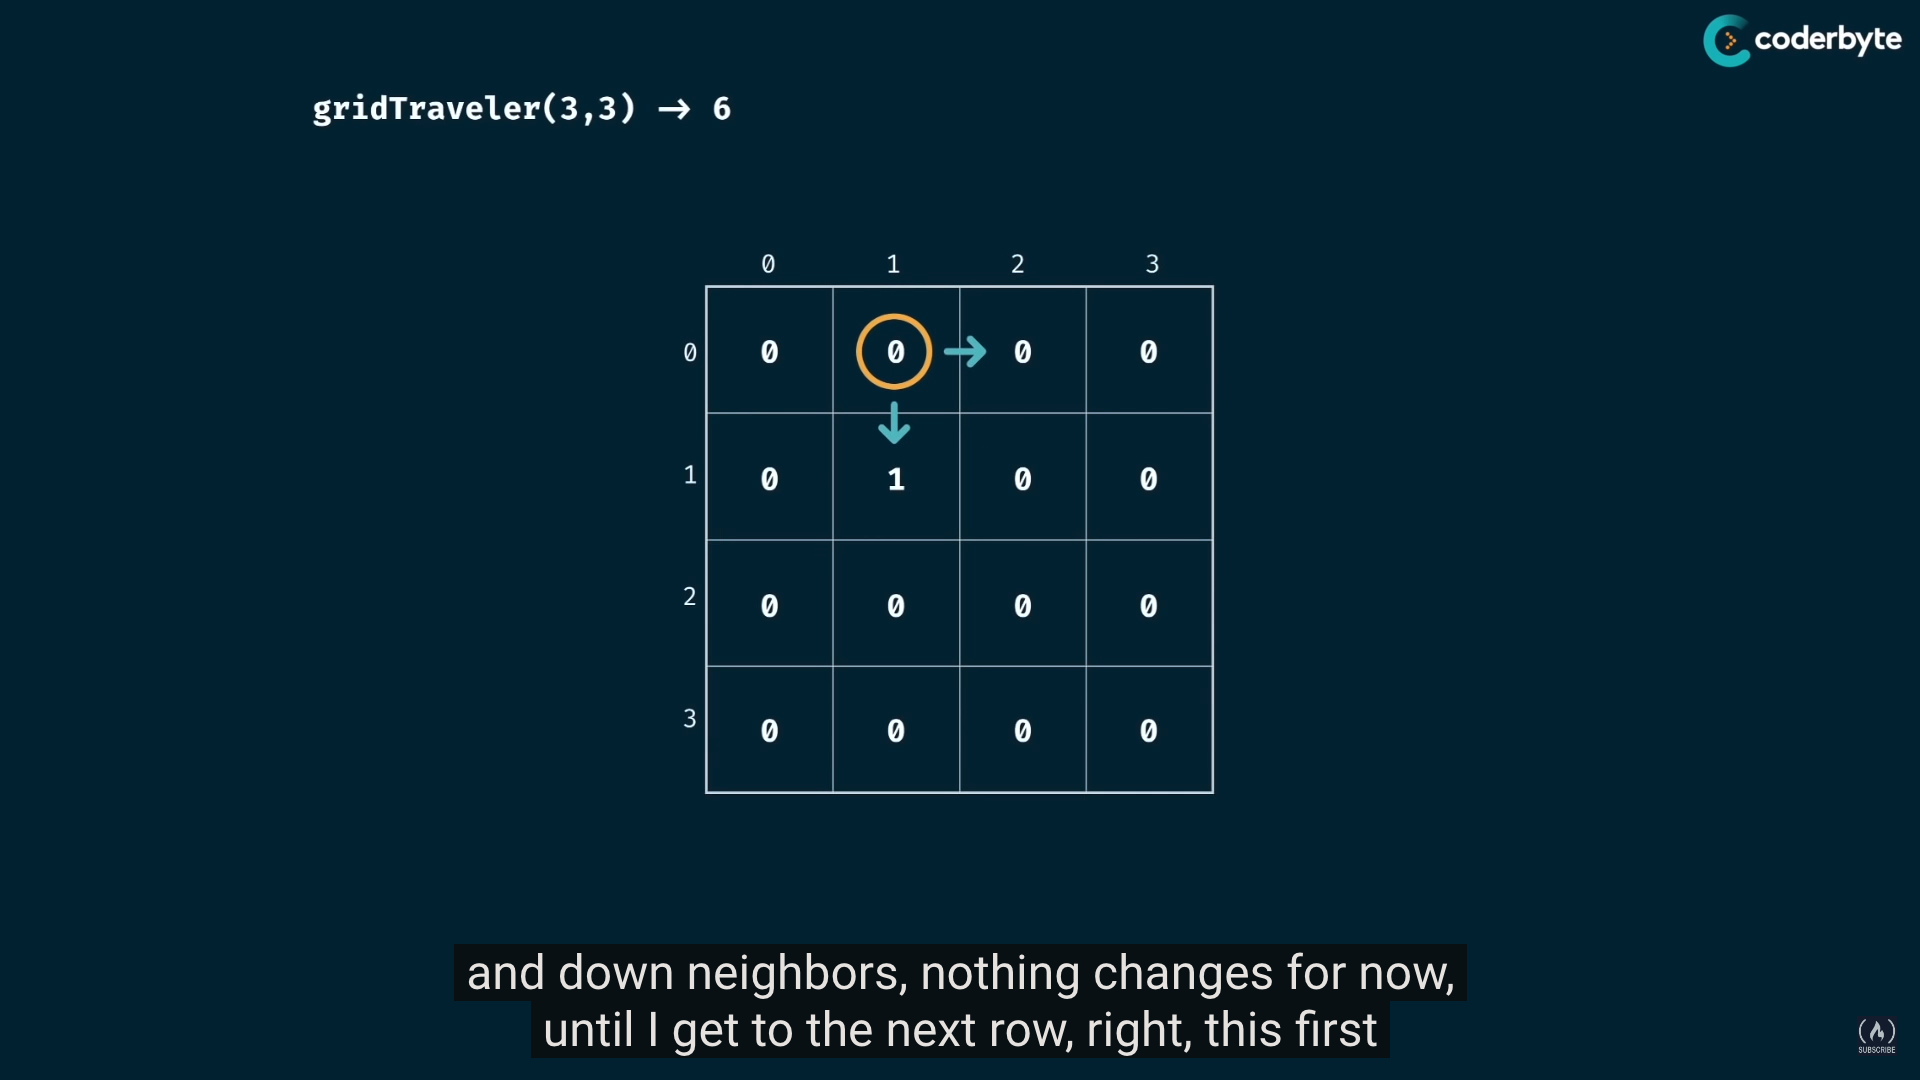 coderbyte
gridTraveler(3,3) → 6
0 1 2 3
0 0 0 0 0
1 0 1 0 0
2 0 0 0 0
3 0 0 0 0
and down neighbors, nothing changes for now,
until I get to the next row, right, this first
SUBSCRIBE